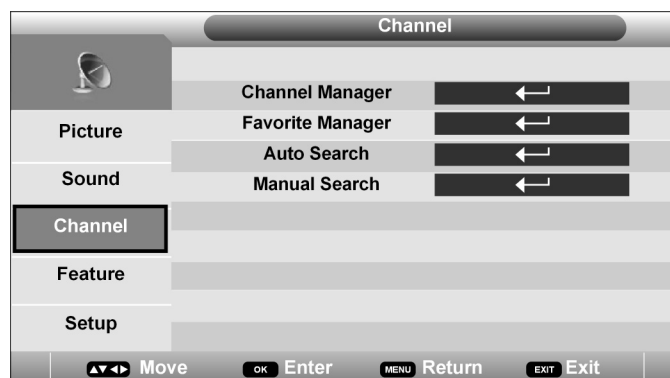 Channel
Channel Manager
Favorite Manager
Auto Search
Manual Search
Picture
Sound
Channel
Feature
Setup
▲▼◄► Move OK Enter MENU Return EXIT Exit